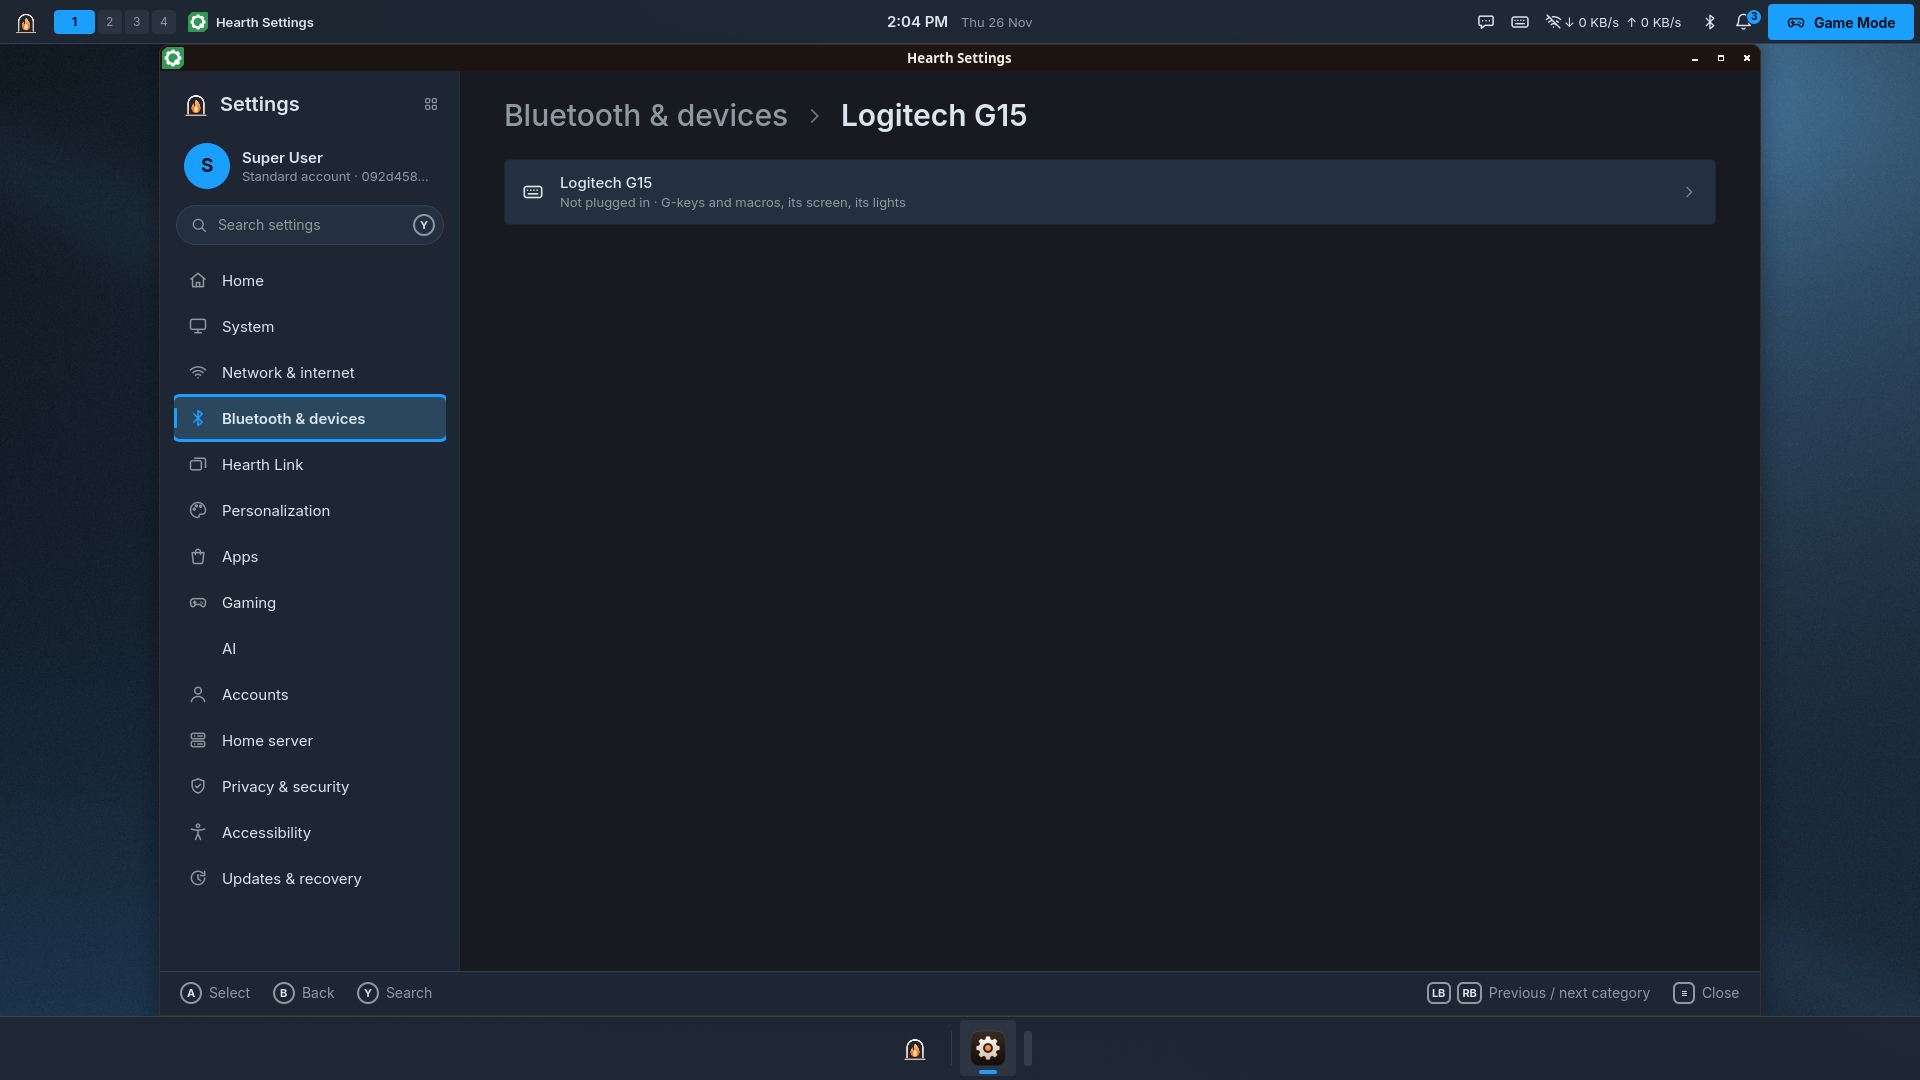 1 2 3 4 Hearth Settings
2:04 PM Thu 26 Nov
↓ 0 KB/s ↑ 0 KB/s
3
Game Mode
Hearth Settings
Settings
S
Super User
Standard account · 092d458...
Search settings
Y
Home
System
Network & internet
Bluetooth & devices
Hearth Link
Personalization
Apps
Gaming
AI
Accounts
Home server
Privacy & security
Accessibility
Updates & recovery
Bluetooth & devices > Logitech G15
Logitech G15
Not plugged in · G-keys and macros, its screen, its lights
A Select B Back Y Search
LB RB Previous / next category ≡ Close